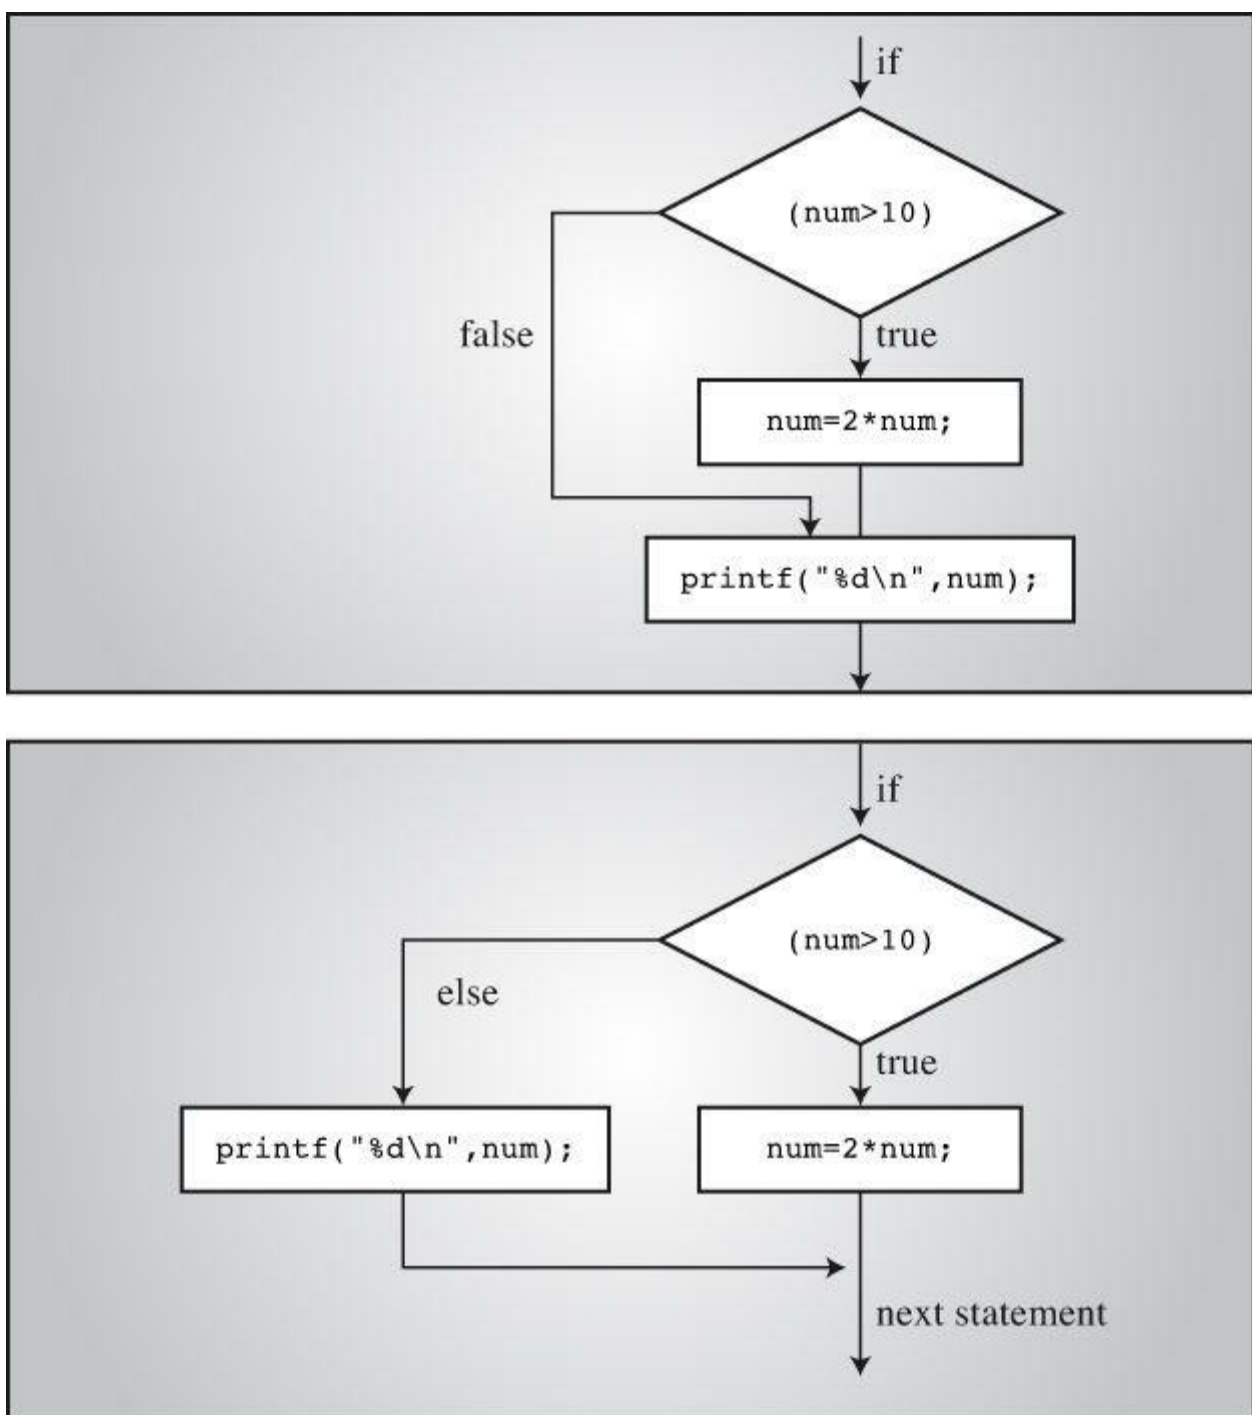 if
(num>10)
false
true
num=2*num;
printf("%d\n",num);
if
(num>10)
else
true
printf("%d\n",num);
num=2*num;
next statement